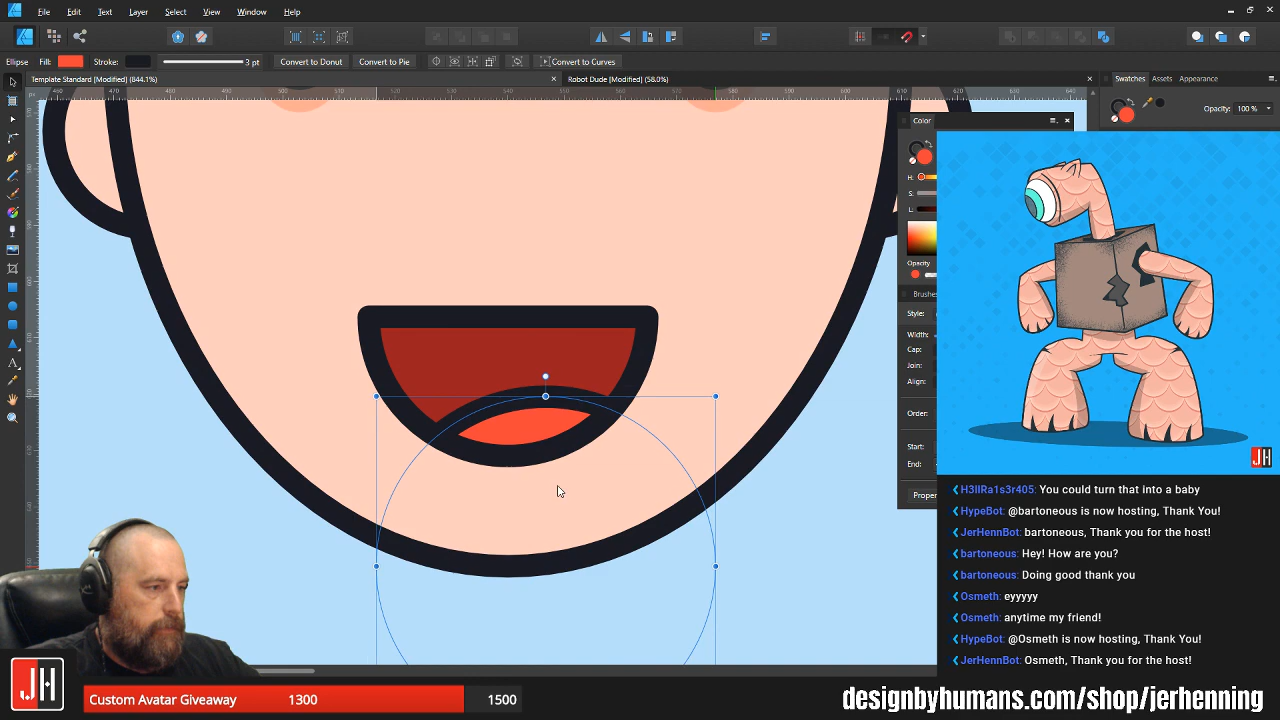 File Edit Text Layer Select View Window Help
Ellipse Fill: Stroke: 3 pt Convert to Donut Convert to Pie Convert to Curves
Template Standard [Modified] (844.1%) Robot Dude [Modified] (58.0%)
Swatches Assets Appearance
Opacity: 100 %
Color
H:
S:
L:
Opacity
Brushes
Style:
Width:
Cap:
Join:
Align:
Order:
Start:
End:
Proper
JH
H3llRa1s3r405: You could turn that into a baby
HypeBot: @bartoneous is now hosting, Thank You!
JerHennBot: bartoneous, Thank you for the host!
bartoneous: Hey! How are you?
bartoneous: Doing good thank you
Osmeth: eyyyyy
Osmeth: anytime my friend!
HypeBot: @Osmeth is now hosting, Thank You!
JerHennBot: Osmeth, Thank you for the host!
JH
Custom Avatar Giveaway 1300 1500
designbyhumans.com/shop/jerhenning